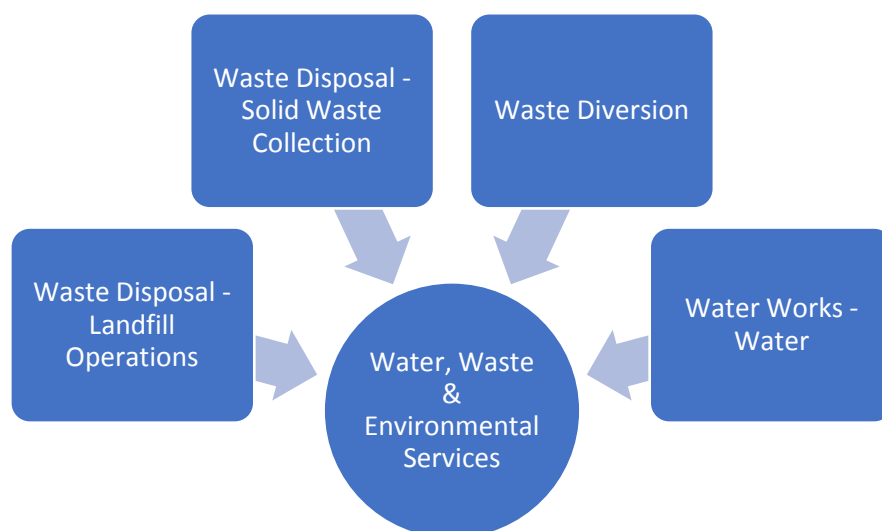 Waste Disposal -
Solid Waste
Collection
Waste Diversion
Waste Disposal -
Landfill
Operations
Water Works -
Water
Water, Waste
&
Environmental
Services